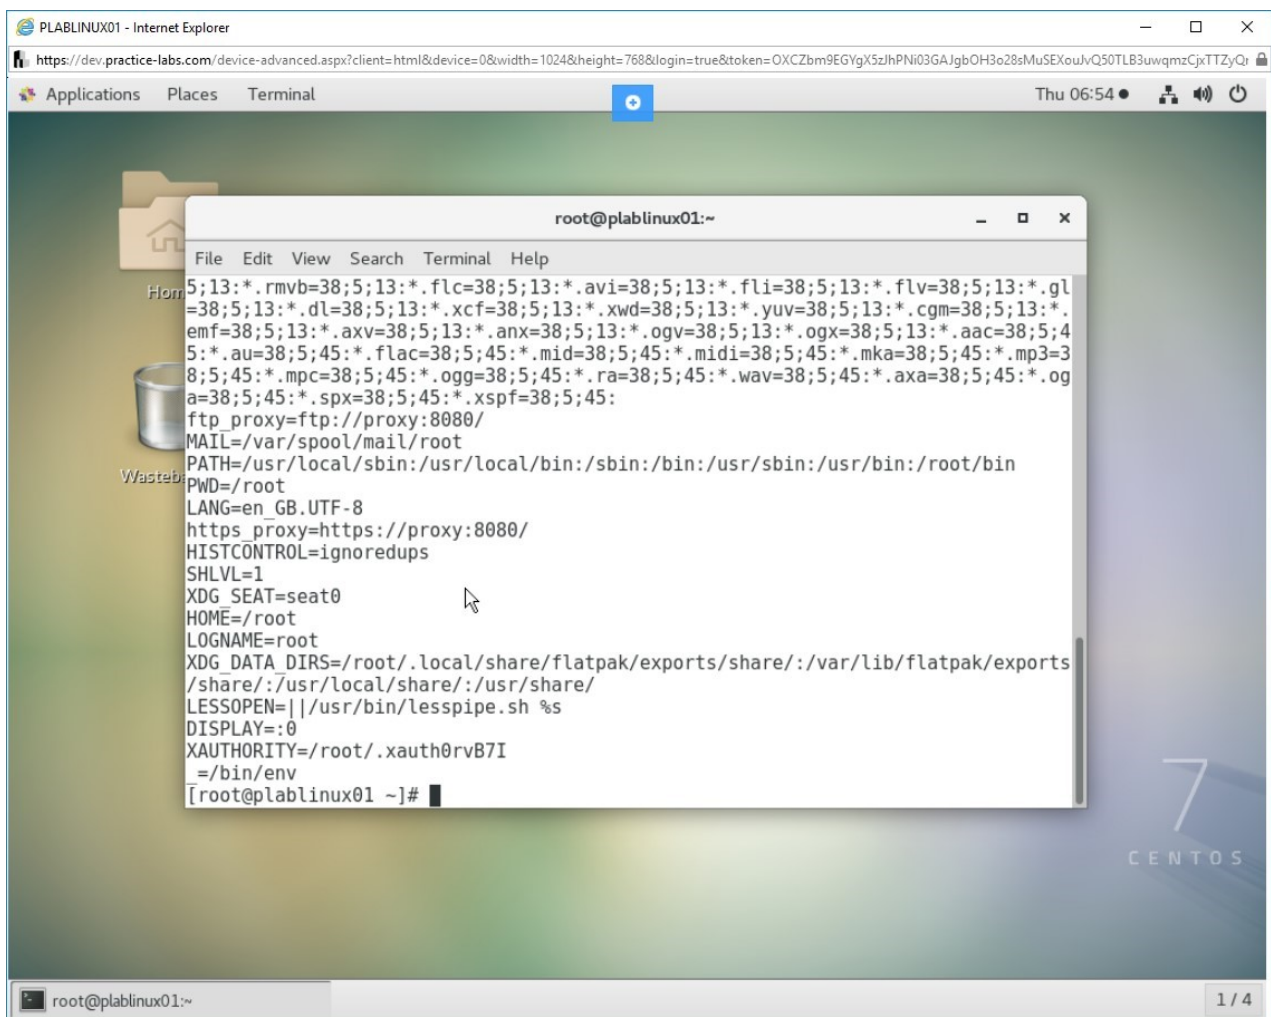 PLABLINUX01 - Internet Explorer
https://dev.practice-labs.com/device-advanced.aspx?client=html&device=0&width=1024&height=768&login=true&token=OXCZbm9EGYgX5zJhPNi03GAJgbOH3o28sMuSEXouJvQ50TLB3uwqmzCjxTTZyQr
Applications Places Terminal Thu 06:54
Home
Wasteb
root@plablinux01:~
File Edit View Search Terminal Help
5;13:*.rmvb=38;5;13:*.flc=38;5;13:*.avi=38;5;13:*.fli=38;5;13:*.flv=38;5;13:*.gl
=38;5;13:*.dl=38;5;13:*.xcf=38;5;13:*.xwd=38;5;13:*.yuv=38;5;13:*.cgm=38;5;13:*.
emf=38;5;13:*.axv=38;5;13:*.anx=38;5;13:*.ogv=38;5;13:*.ogx=38;5;13:*.aac=38;5;4
5:*.au=38;5;45:*.flac=38;5;45:*.mid=38;5;45:*.midi=38;5;45:*.mka=38;5;45:*.mp3=3
8;5;45:*.mpc=38;5;45:*.ogg=38;5;45:*.ra=38;5;45:*.wav=38;5;45:*.axa=38;5;45:*.og
a=38;5;45:*.spx=38;5;45:*.xspf=38;5;45:
ftp_proxy=ftp://proxy:8080/
MAIL=/var/spool/mail/root
PATH=/usr/local/sbin:/usr/local/bin:/sbin:/bin:/usr/sbin:/usr/bin:/root/bin
PWD=/root
LANG=en_GB.UTF-8
https_proxy=https://proxy:8080/
HISTCONTROL=ignoredups
SHLVL=1
XDG_SEAT=seat0
HOME=/root
LOGNAME=root
XDG_DATA_DIRS=/root/.local/share/flatpak/exports/share/:/var/lib/flatpak/exports
/share/:/usr/local/share/:/usr/share/
LESSOPEN=||/usr/bin/lesspipe.sh %s
DISPLAY=:0
XAUTHORITY=/root/.xauth0rvB7I
_=/bin/env
[root@plablinux01 ~]#
7
CENTOS
root@plablinux01:~ 1 / 4